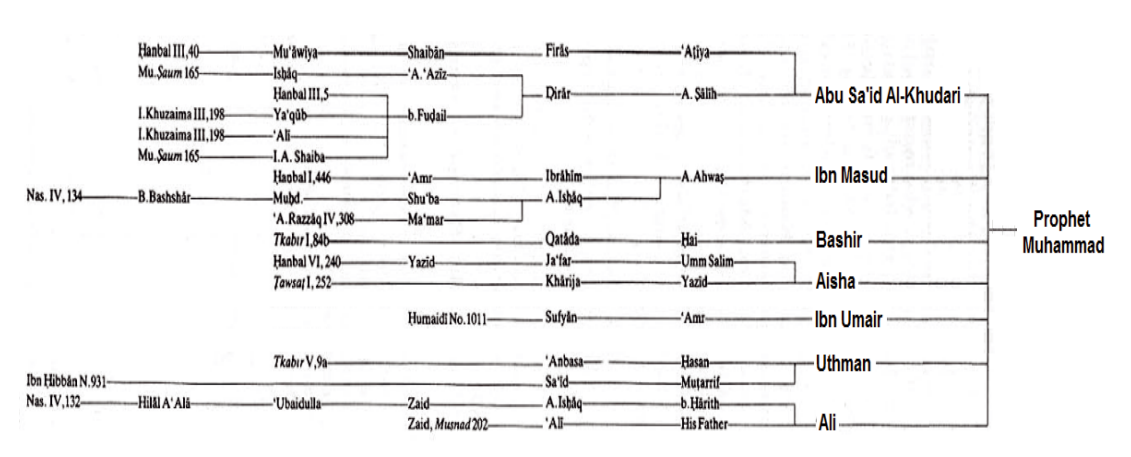 Ḥanbal III,40 Mu'āwiya Shaibān Firās 'Aṭiya
Mu.Ṣaum 165 Isḥāq 'A.'Azīz
Ḥanbal III,5 Ḍirār A. Ṣāliḥ Abu Sa'id Al-Khudari
I.Khuzaima III,198 Ya'qūb b.Fuḍail
I.Khuzaima III,198 'Alī
Mu.Ṣaum 165 I.A. Shaiba
Ḥanbal I,446 'Amr Ibrāhīm A.Aḥwaṣ Ibn Masud
Nas. IV, 134 B.Bashshār Muḥd. Shu'ba A.Isḥāq
'A.Razzāq IV,308 Ma'mar
Prophet
Muhammad
Tkabīr I,84b Qatāda Ḥai Bashir
Ḥanbal VI, 240 Yazīd Ja'far Umm Salim
Ṭawsaṭ I, 252 Khārija Yazīd Aisha
Ḥumaidī No.1011 Sufyān 'Amr Ibn Umair
Tkabīr V,9a 'Anbasa Ḥasan Uthman
Ibn Ḥibbān N.931 Sa'īd Muṭarrif
Nas. IV,132 Hilāl A'Alā 'Ubaidulla Zaid A.Isḥāq b.Ḥārith
Zaid, Musnad 202 'Alī His Father Ali